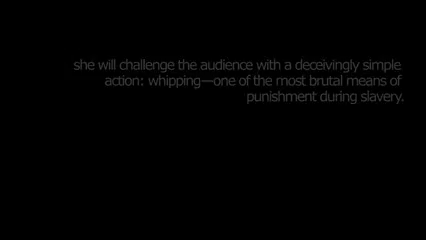 she will challenge the audience with a deceivingly simple
action: whipping—one of the most brutal means of
punishment during slavery.